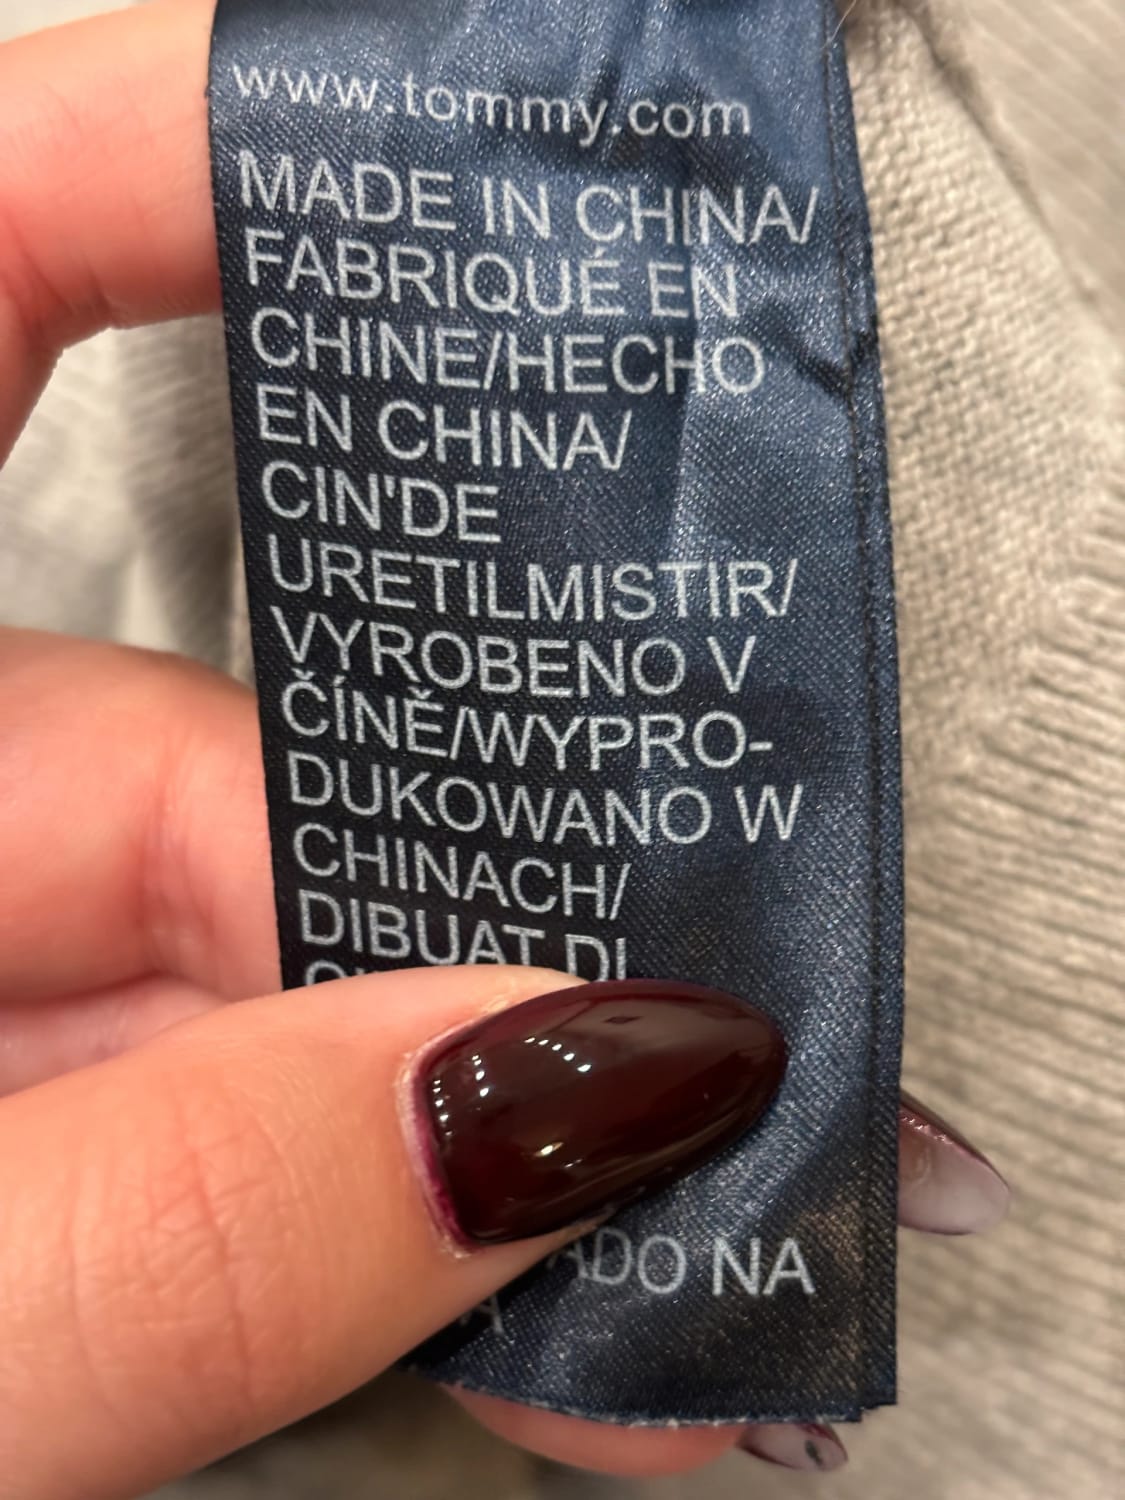 www.tommy.com
MADE IN CHINA/
FABRIQUÉ EN
CHINE/HECHO
EN CHINA/
CIN'DE
URETILMISTIR/
VYROBENO V
ČÍNĚ/WYPRO-
DUKOWANO W
CHINACH/
DIBUAT DI
NA